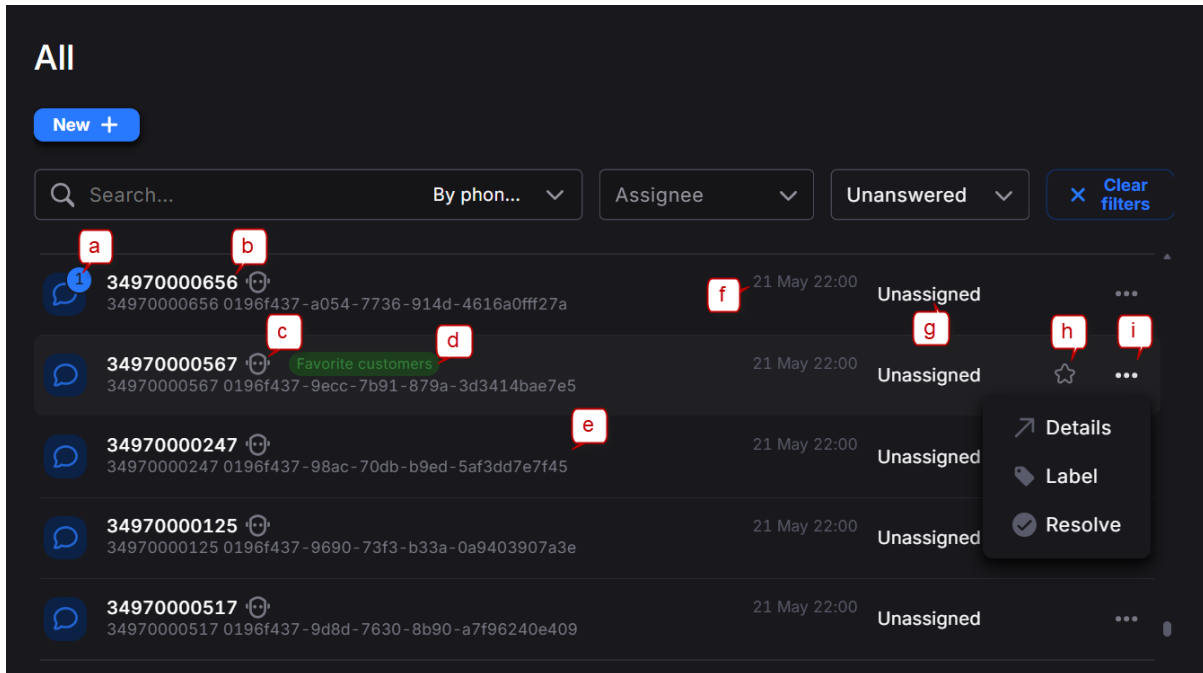 All
New +
Search... By phon... Assignee Unanswered Clear filters
a b
1 34970000656 21 May 22:00 Unassigned
34970000656 0196f437-a054-7736-914d-4616a0fff27a
f g
c d h i
34970000567 Favorite customers 21 May 22:00 Unassigned
34970000567 0196f437-9ecc-7b91-879a-3d3414bae7e5
e
Details
34970000247 21 May 22:00 Unassigned
34970000247 0196f437-98ac-70db-b9ed-5af3dd7e7f45
Label
Resolve
34970000125 21 May 22:00 Unassigned
34970000125 0196f437-9690-73f3-b33a-0a9403907a3e
34970000517 21 May 22:00 Unassigned
34970000517 0196f437-9d8d-7630-8b90-a7f96240e409